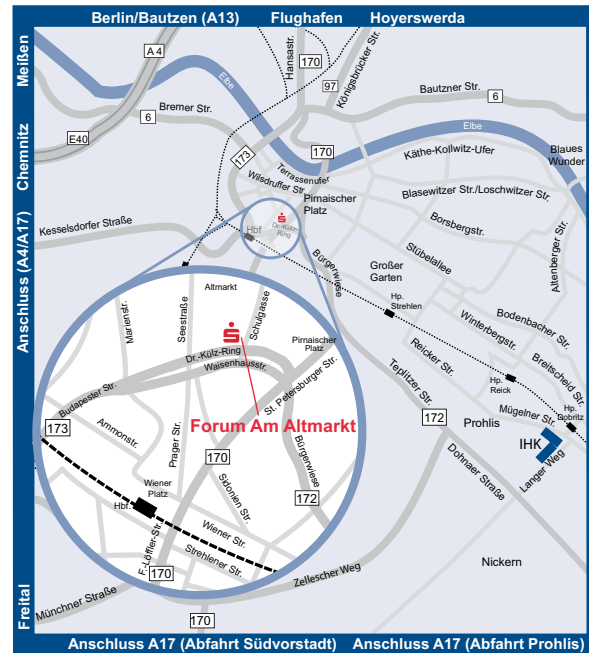 Berlin/Bautzen (A13) Flughafen Hoyerswerda
Meißen
Chemnitz
Anschluss (A4/A17)
Freital
A 4
Hansastr.
170
97
Königsbrücker Str.
Bautzner Str.
6
Bremer Str.
6
Elbe
E40
173
170
Elbe
Terrassenufer
Käthe-Kollwitz-Ufer
Blaues
Wunder
Wilsdruffer Str.
Pirnaischer
Platz
Blasewitzer Str./Loschwitzer Str.
Kesselsdorfer Straße
Hbf
Dr.-Külz-
Ring
Borsbergstr.
Stübelallee
Altenberger Str.
Bürgerwiese
Großer
Garten
Hp.
Strehlen
Winterbergstr.
Bodenbacher Str.
Breitscheid Str.
Reicker Str.
Teplitzer Str.
Hp.
Reick
Mügelner Str.
Hp.
Dobritz
172
Prohlis
IHK
Langer Weg
Dohnaer Straße
Nickern
Zellescher Weg
Münchner Straße
170
Marienstr.
Seestraße
Altmarkt
Schulgasse
Pirnaischer
Platz
Dr.-Külz-Ring
Waisenhausstr.
Budapester Str.
St. Petersburger Str.
Forum Am Altmarkt
173
Ammonstr.
Prager Str.
170
Sidonien Str.
Bürgerwiese
172
Wiener
Platz
Hbf.
Wiener Str.
Strehlener Str.
F.-Löffler-Str.
170
Anschluss A17 (Abfahrt Südvorstadt) Anschluss A17 (Abfahrt Prohlis)